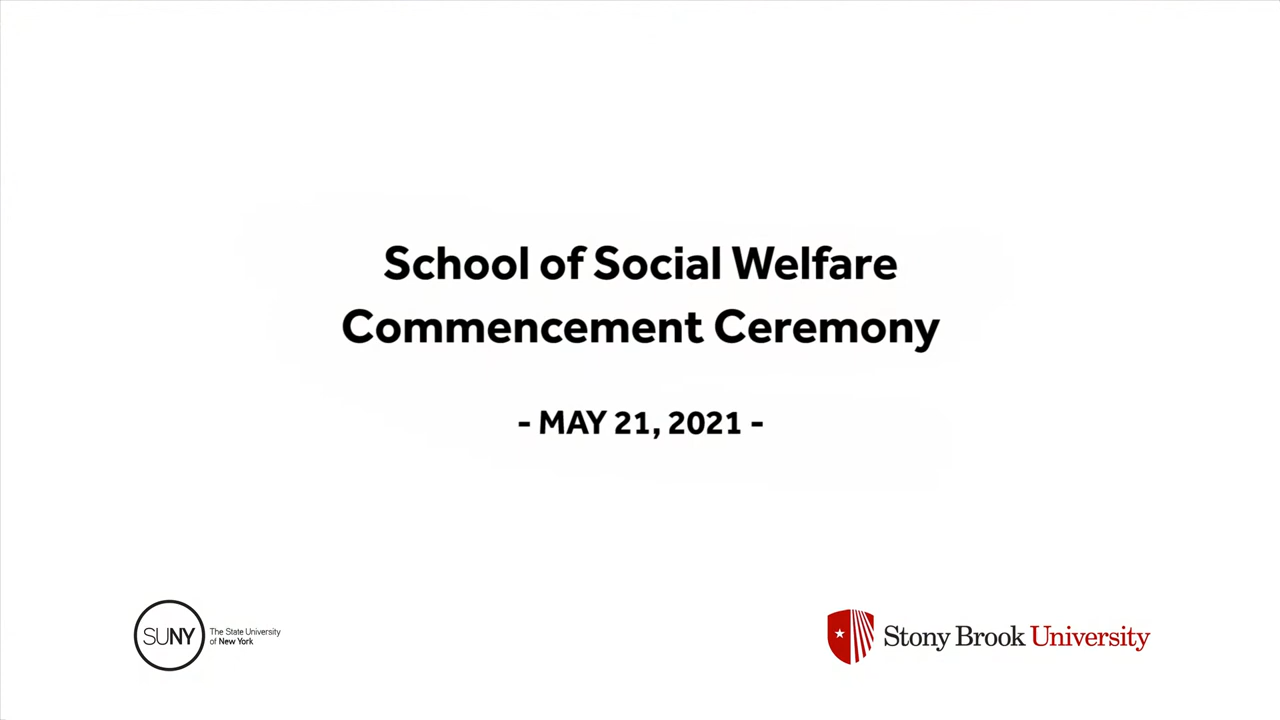 School of Social Welfare
Commencement Ceremony
- MAY 21, 2021 -
SUNY
The State University
of New York
Stony Brook University